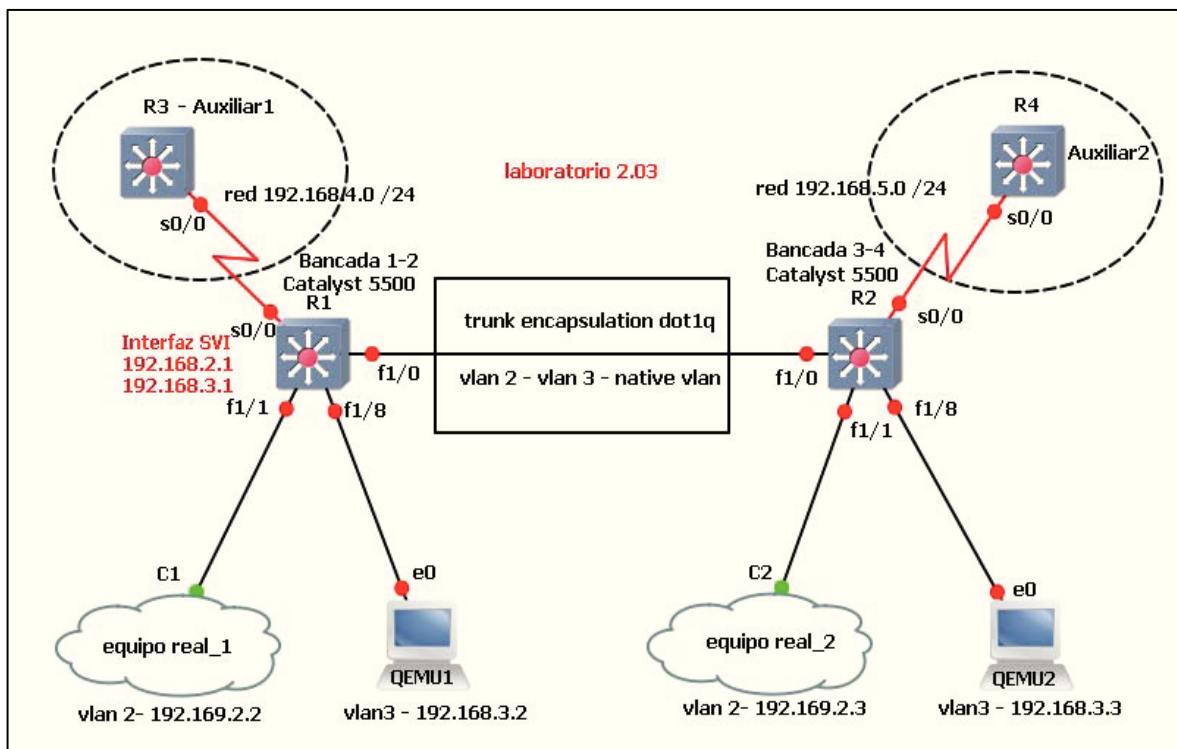 R3 - Auxiliar1
R4
Auxiliar2
laboratorio 2.03
red 192.168.4.0 /24
s0/0
red 192.168.5.0 /24
s0/0
Bancada 1-2
Catalyst 5500
R1
s0/0
Bancada 3-4
Catalyst 5500
R2
s0/0
trunk encapsulation dot1q
vlan 2 - vlan 3 - native vlan
Interfaz SVI
192.168.2.1
192.168.3.1
f1/0
f1/0
f1/1
f1/8
f1/1
f1/8
C1
e0
C2
e0
equipo real_1
QEMU1
equipo real_2
QEMU2
vlan 2- 192.169.2.2
vlan3 - 192.168.3.2
vlan 2- 192.169.2.3
vlan3 - 192.168.3.3